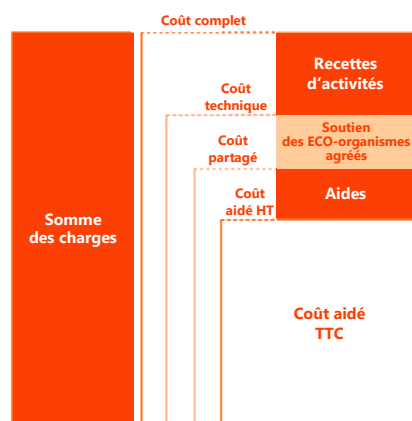 Coût complet
Recettes
d’activités
Coût
technique
Soutien
des ECO-organismes
agréés
Coût
partagé
Coût
aidé HT
Aides
Somme
des charges
Coût aidé
TTC